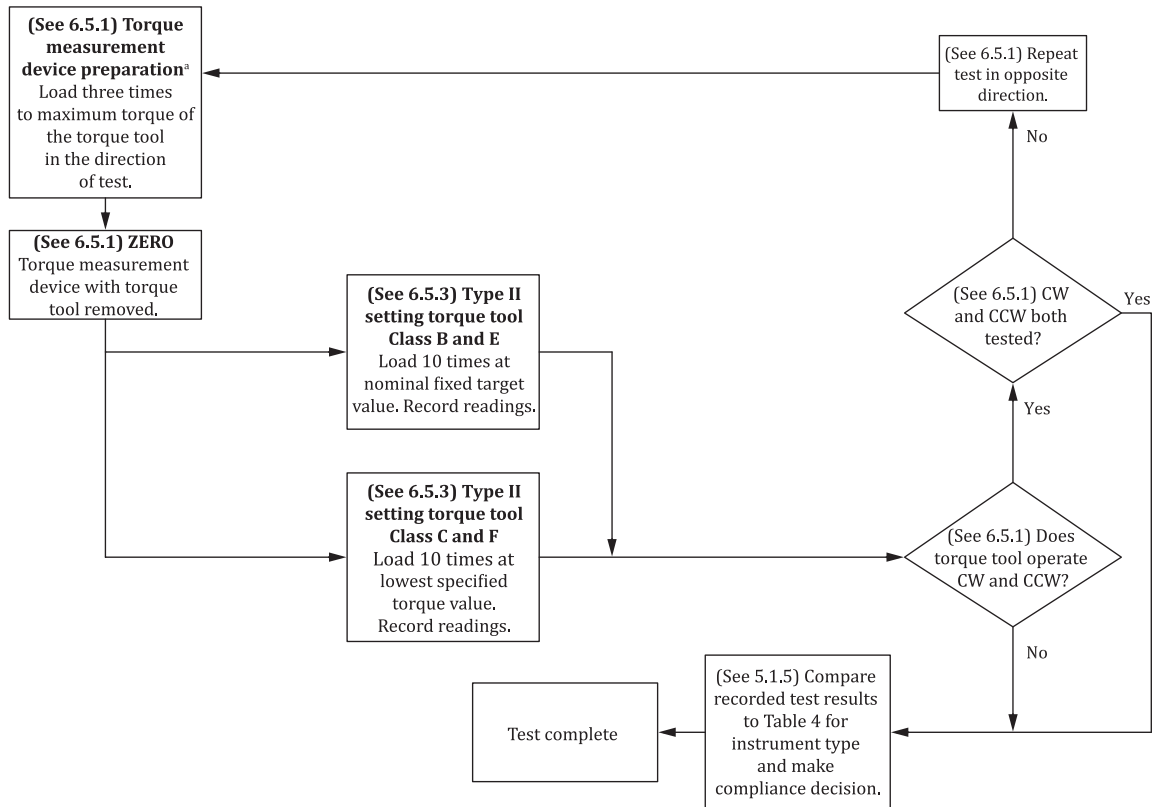 (See 6.5.1) Torque
measurement
device preparationᵃ
Load three times
to maximum torque of
the torque tool
in the direction
of test.
(See 6.5.1) Repeat
test in opposite
direction.
No
(See 6.5.1) ZERO
Torque measurement
device with torque
tool removed.
(See 6.5.3) Type II
setting torque tool
Class B and E
Load 10 times at
nominal fixed target
value. Record readings.
(See 6.5.1) CW
and CCW both
tested?
Yes
Yes
(See 6.5.3) Type II
setting torque tool
Class C and F
Load 10 times at
lowest specified
torque value.
Record readings.
(See 6.5.1) Does
torque tool operate
CW and CCW?
No
(See 5.1.5) Compare
recorded test results
to Table 4 for
instrument type
and make
compliance decision.
Test complete